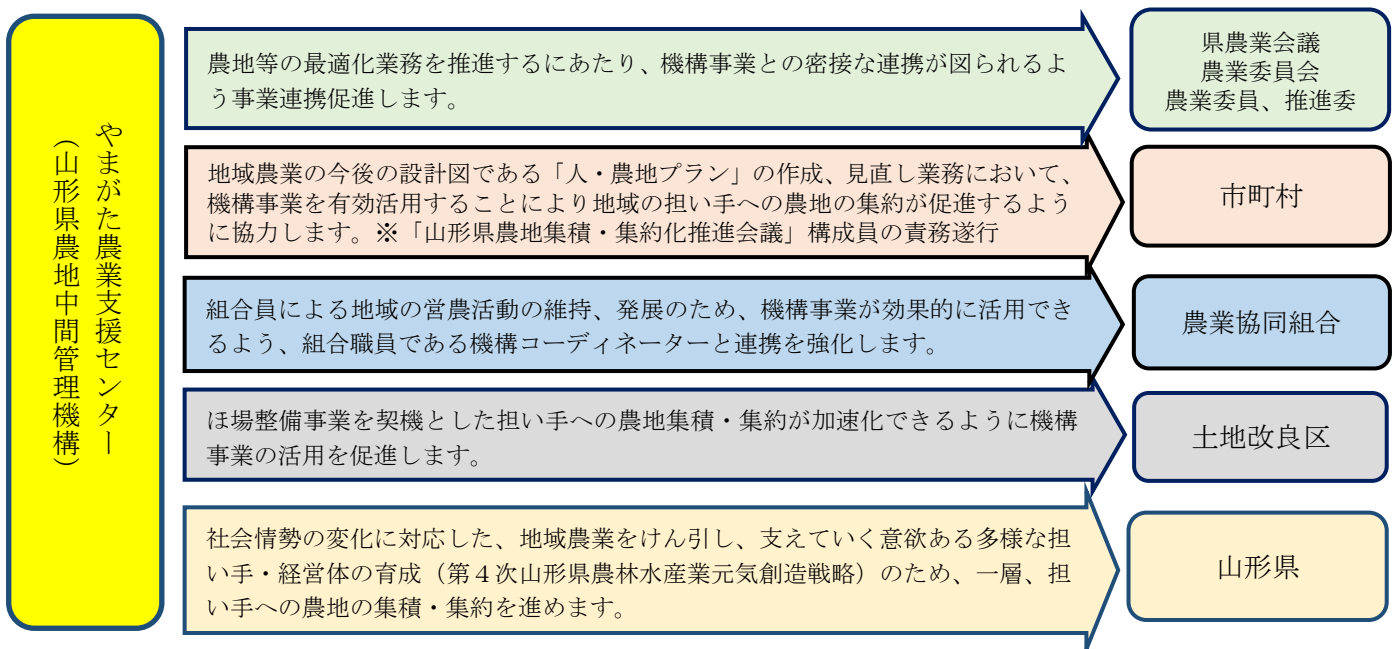 やまがた農業支援センター
（山形県農地中間管理機構）
農地等の最適化業務を推進するにあたり、機構事業との密接な連携が図られるよ
う事業連携促進します。
県農業会議
農業委員会
農業委員、推進委
地域農業の今後の設計図である「人・農地プラン」の作成、見直し業務において、
機構事業を有効活用することにより地域の担い手への農地の集約が促進するよう
に協力します。※「山形県農地集積・集約化推進会議」構成員の責務遂行
市町村
組合員による地域の営農活動の維持、発展のため、機構事業が効果的に活用でき
るよう、組合職員である機構コーディネーターと連携を強化します。
農業協同組合
ほ場整備事業を契機とした担い手への農地集積・集約が加速化できるように機構
事業の活用を促進します。
土地改良区
社会情勢の変化に対応した、地域農業をけん引し、支えていく意欲ある多様な担
い手・経営体の育成（第４次山形県農林水産業元気創造戦略）のため、一層、担
い手への農地の集積・集約を進めます。
山形県